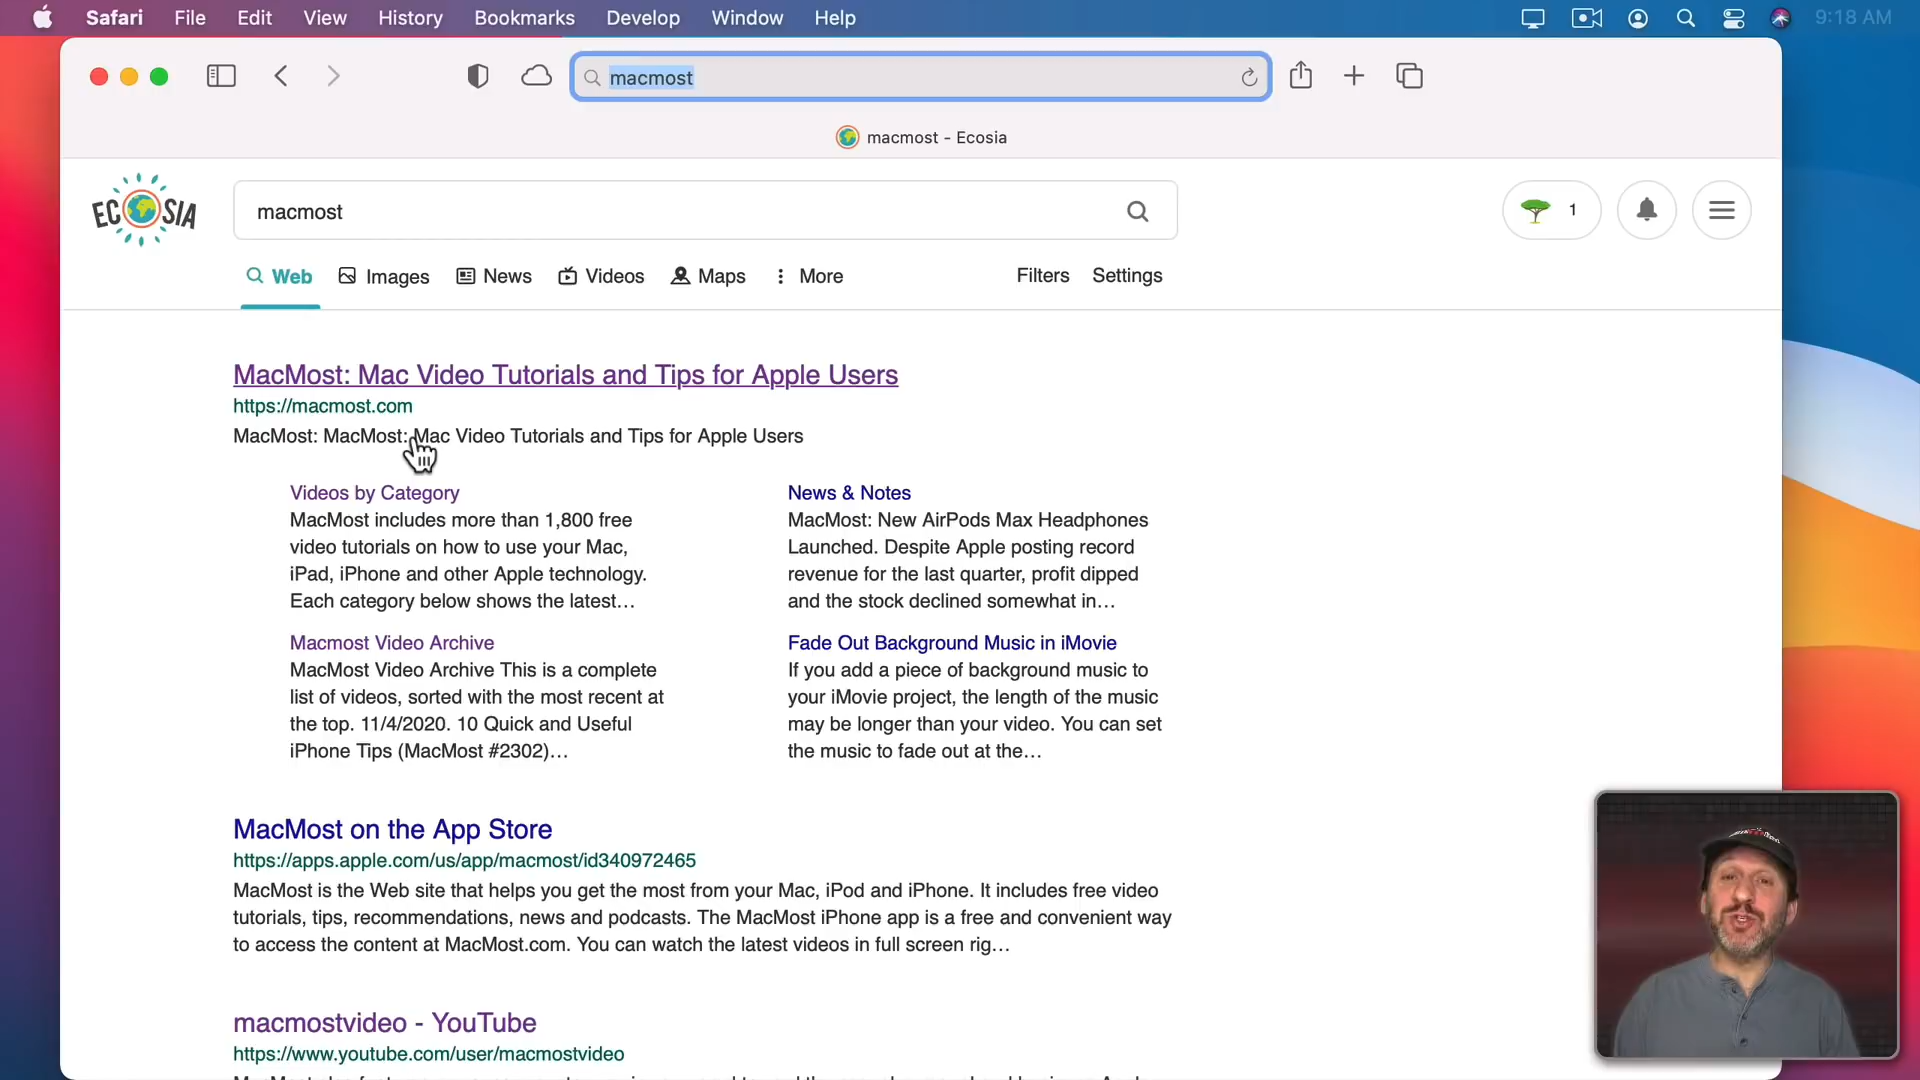 Safari File Edit View History Bookmarks Develop Window Help 9:18 AM
macmost
macmost - Ecosia
ECOSIA
macmost
1
Web Images News Videos Maps More Filters Settings
MacMost: Mac Video Tutorials and Tips for Apple Users
https://macmost.com
MacMost: MacMost: Mac Video Tutorials and Tips for Apple Users
Videos by Category
MacMost includes more than 1,800 free
video tutorials on how to use your Mac,
iPad, iPhone and other Apple technology.
Each category below shows the latest...
News & Notes
MacMost: New AirPods Max Headphones
Launched. Despite Apple posting record
revenue for the last quarter, profit dipped
and the stock declined somewhat in...
Macmost Video Archive
MacMost Video Archive This is a complete
list of videos, sorted with the most recent at
the top. 11/4/2020. 10 Quick and Useful
iPhone Tips (MacMost #2302)...
Fade Out Background Music in iMovie
If you add a piece of background music to
your iMovie project, the length of the music
may be longer than your video. You can set
the music to fade out at the...
MacMost on the App Store
https://apps.apple.com/us/app/macmost/id340972465
MacMost is the Web site that helps you get the most from your Mac, iPod and iPhone. It includes free video
tutorials, tips, recommendations, news and podcasts. The MacMost iPhone app is a free and convenient way
to access the content at MacMost.com. You can watch the latest videos in full screen rig...
macmostvideo - YouTube
https://www.youtube.com/user/macmostvideo